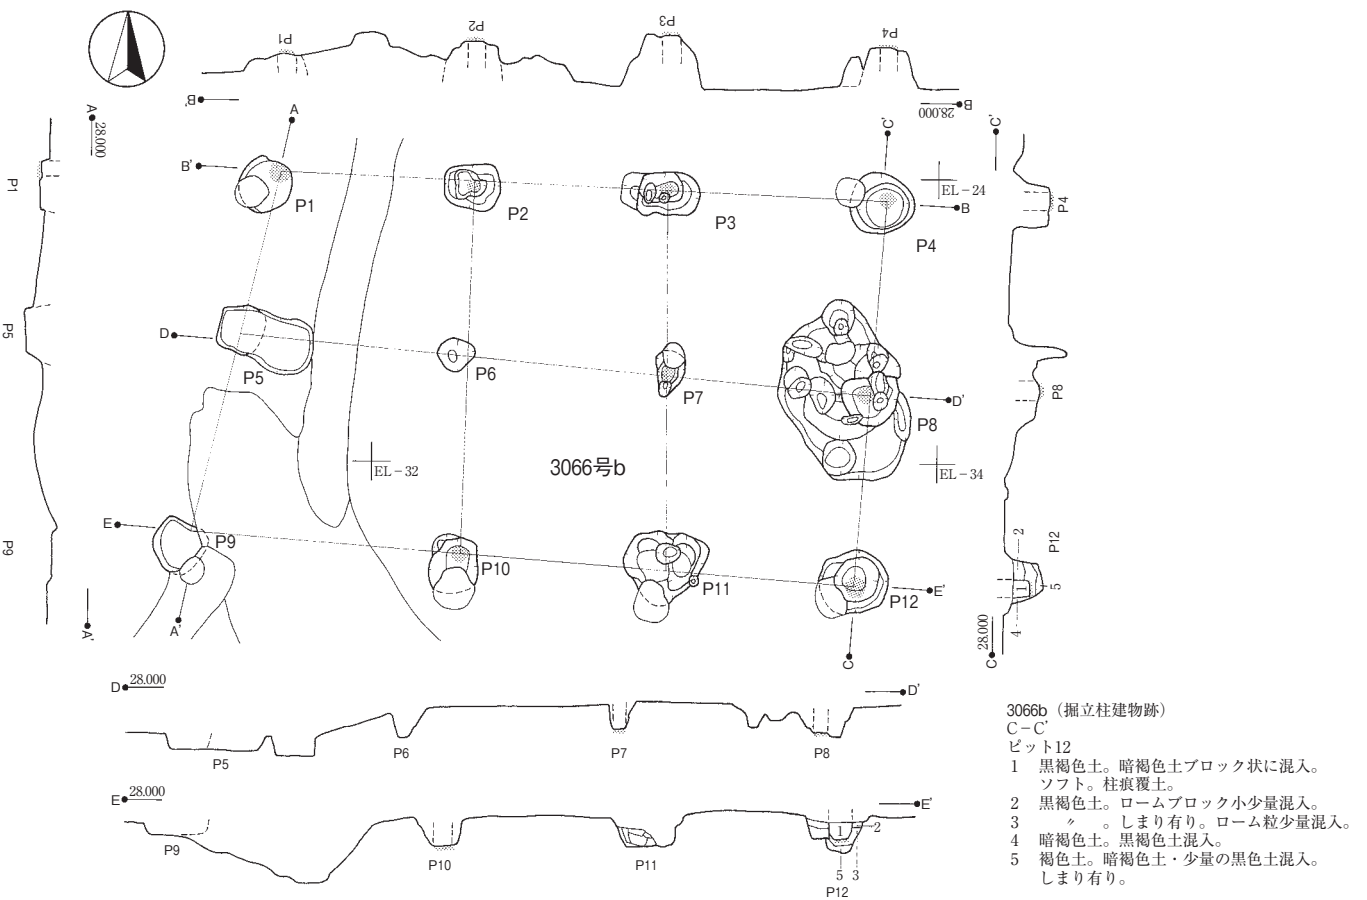 P1
P2
P3
P4
B'
B
28.000
A
28.000
A
B'
C'
C'
P1
P1
P2
P3
P4
EL-24
B
P4
P5
D
P5
P6
P7
P8
D'
P8
EL-32
3066号b
EL-34
P9
E
P9
P10
P11
P12
E'
A'
A'
C
2
P12
1
5
4
28.000
C
D
28.000
D'
P5
P6
P7
P8
E
28.000
E'
P9
P10
P11
1
2
5
3
P12
3066b（掘立柱建物跡）
C-C'
ピット12
1 黒褐色土。暗褐色土ブロック状に混入。
ソフト。柱痕覆土。
2 黒褐色土。ロームブロック小少量混入。
3 〃 。しまり有り。ローム粒少量混入。
4 暗褐色土。黒褐色土混入。
5 褐色土。暗褐色土・少量の黒色土混入。
しまり有り。